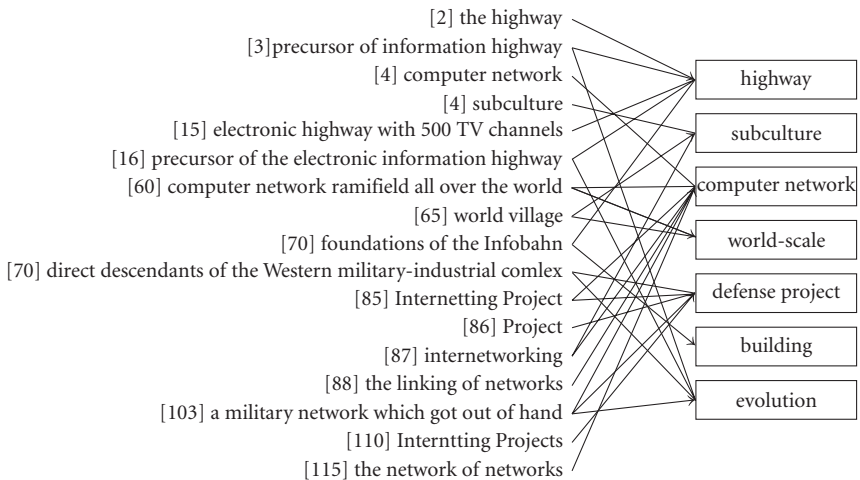 [2] the highway
[3]precursor of information highway
[4] computer network
[4] subculture
[15] electronic highway with 500 TV channels
[16] precursor of the electronic information highway
[60] computer network ramifield all over the world
[65] world village
[70] foundations of the Infobahn
[70] direct descendants of the Western military-industrial comlex
[85] Internetting Project
[86] Project
[87] internetworking
[88] the linking of networks
[103] a military network which got out of hand
[110] Interntting Projects
[115] the network of networks
highway
subculture
computer network
world-scale
defense project
building
evolution